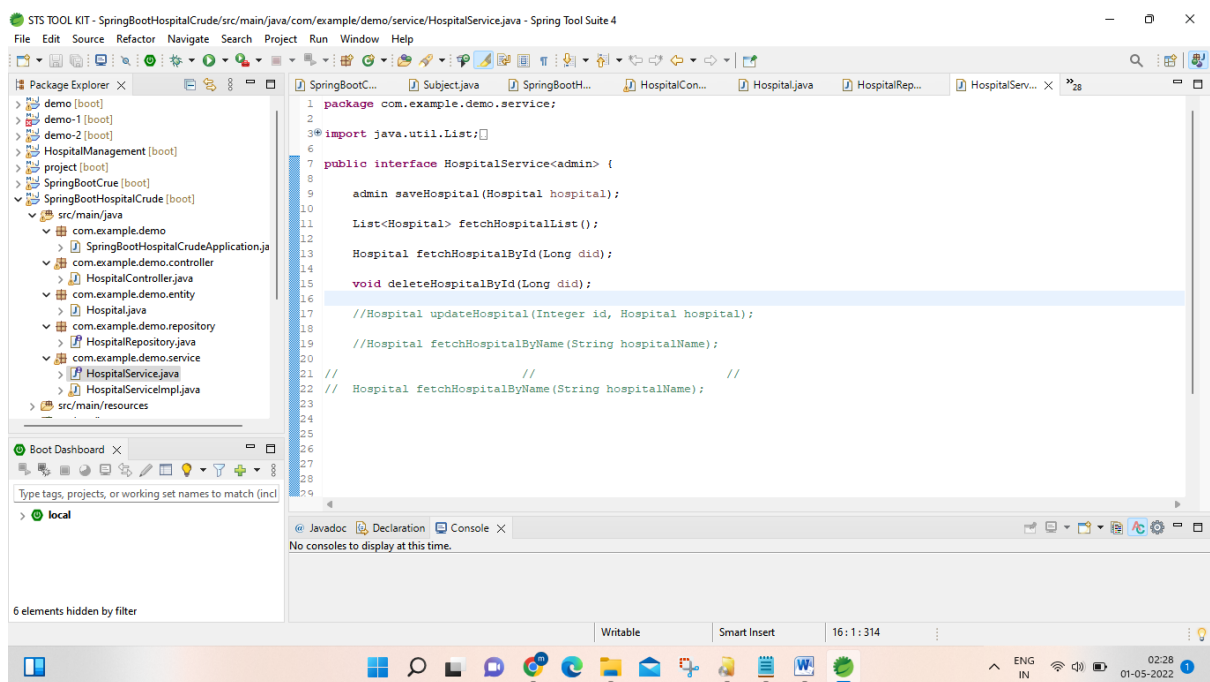 STS TOOL KIT - SpringBootHospitalCrude/src/main/java/com/example/demo/service/HospitalService.java - Spring Tool Suite 4
File Edit Source Refactor Navigate Search Project Run Window Help
Package Explorer
demo [boot]
demo-1 [boot]
demo-2 [boot]
HospitalManagement [boot]
project [boot]
SpringBootCrue [boot]
SpringBootHospitalCrude [boot]
src/main/java
com.example.demo
SpringBootHospitalCrudeApplication.ja
com.example.demo.controller
HospitalController.java
com.example.demo.entity
Hospital.java
com.example.demo.repository
HospitalRepository.java
com.example.demo.service
HospitalService.java
HospitalServiceImpl.java
src/main/resources
Boot Dashboard
Type tags, projects, or working set names to match (incl
local
6 elements hidden by filter
SpringBootC... Subject.java SpringBootH... HospitalCon... Hospital.java HospitalRep... HospitalServ... »28
1 package com.example.demo.service;
2
3 import java.util.List;
6
7 public interface HospitalService<admin> {
8
9 admin saveHospital(Hospital hospital);
10
11 List<Hospital> fetchHospitalList();
12
13 Hospital fetchHospitalById(Long did);
14
15 void deleteHospitalById(Long did);
16
17 //Hospital updateHospital(Integer id, Hospital hospital);
18
19 //Hospital fetchHospitalByName(String hospitalName);
20
21 // // //
22 // Hospital fetchHospitalByName(String hospitalName);
23
24
25
26
27
28
29
@ Javadoc Declaration Console
No consoles to display at this time.
Writable Smart Insert 16 : 1 : 314
ENG
IN
02:28
01-05-2022
1